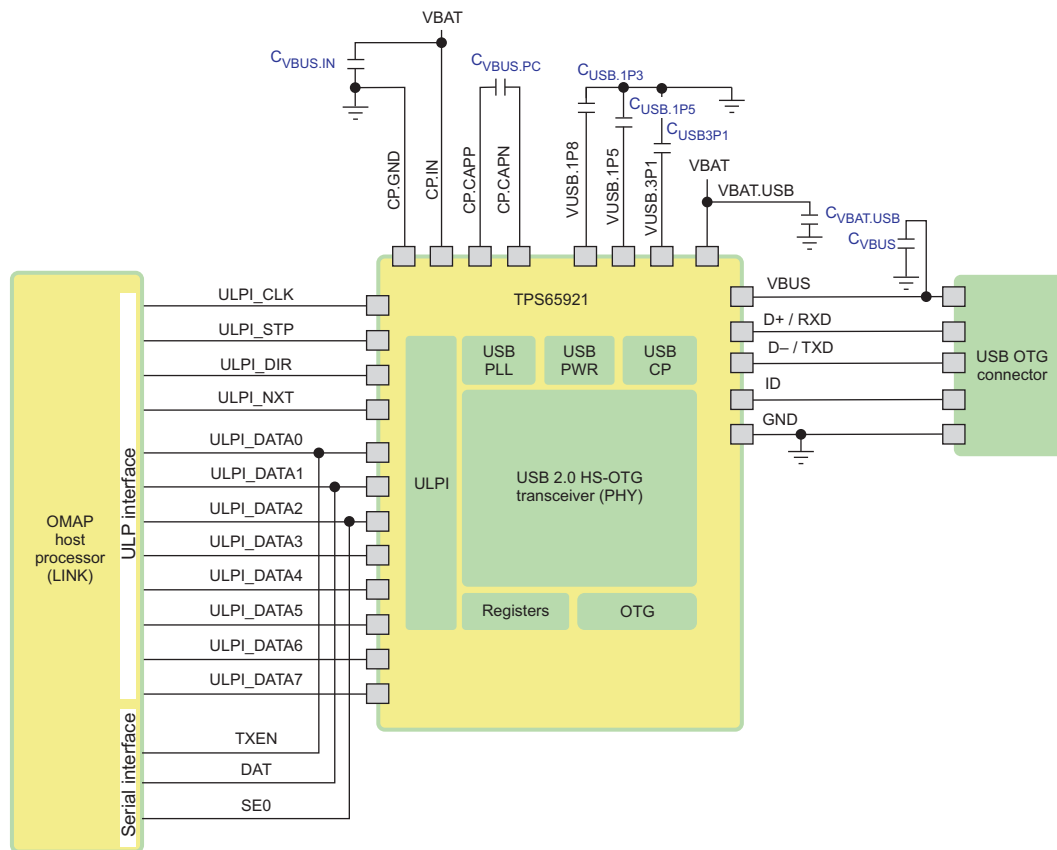 VBAT
CVBUS.IN
CVBUS.PC
CUSB.1P3
CUSB.1P5
CUSB3P1
CP.GND
CP.IN
CP.CAPP
CP.CAPN
VUSB.1P8
VUSB.1P5
VUSB.3P1
VBAT
VBAT.USB
CVBAT.USB
CVBUS
TPS65921
ULPI_CLK
ULPI_STP
ULPI_DIR
ULPI_NXT
ULPI_DATA0
ULPI_DATA1
ULPI_DATA2
ULPI_DATA3
ULPI_DATA4
ULPI_DATA5
ULPI_DATA6
ULPI_DATA7
TXEN
DAT
SE0
OMAP
host
processor
(LINK)
ULP interface
Serial interface
ULPI
USB
PLL
USB
PWR
USB
CP
USB 2.0 HS-OTG
transceiver (PHY)
Registers
OTG
VBUS
D+ / RXD
D– / TXD
ID
GND
USB OTG
connector